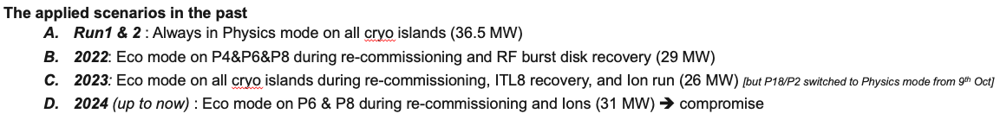 The applied scenarios in the past
A. Run1 & 2 : Always in Physics mode on all cryo islands (36.5 MW)
B. 2022: Eco mode on P4&P6&P8 during re-commissioning and RF burst disk recovery (29 MW)
C. 2023: Eco mode on all cryo islands during re-commissioning, ITL8 recovery, and Ion run (26 MW) [but P18/P2 switched to Physics mode from 9th Oct]
D. 2024 (up to now) : Eco mode on P6 & P8 during re-commissioning and Ions (31 MW) ➔ compromise